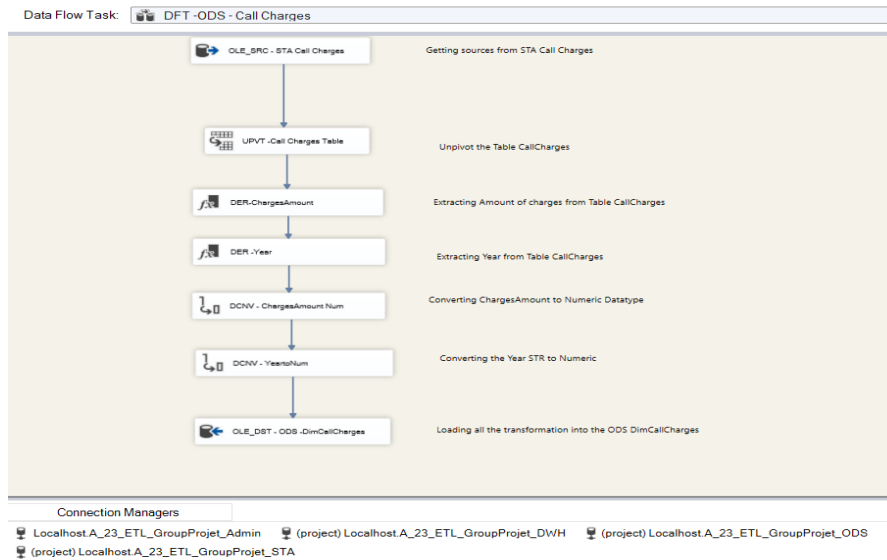 Data Flow Task: DFT -ODS - Call Charges
OLE_SRC - STA Call Charges Getting sources from STA Call Charges
UPVT -Call Charges Table Unpivot the Table CallCharges
DER-ChargesAmount Extracting Amount of charges from Table CallCharges
DER -Year Extracting Year from Table CallCharges
DCNV - ChargesAmount Num Converting ChargesAmount to Numeric Datatype
DCNV - YeartoNum Converting the Year STR to Numeric
OLE_DST - ODS -DimCallCharges Loading all the transformation into the ODS DimCallCharges
Connection Managers
Localhost.A_23_ETL_GroupProjet_Admin (project) Localhost.A_23_ETL_GroupProjet_DWH (project) Localhost.A_23_ETL_GroupProjet_ODS
(project) Localhost.A_23_ETL_GroupProjet_STA